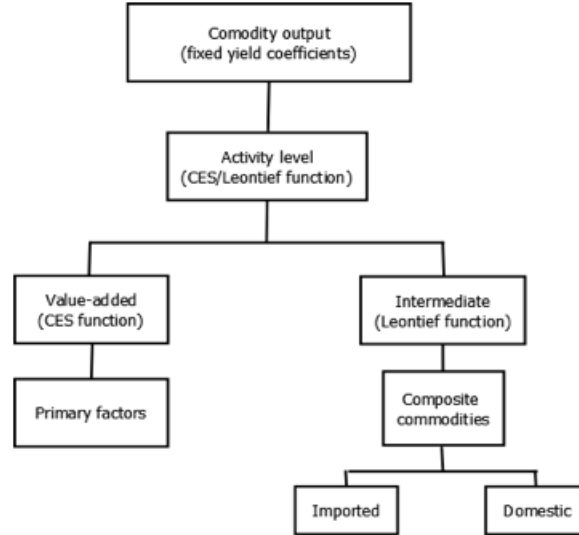 Comodity output
(fixed yield coefficients)
Activity level
(CES/Leontief function)
Value-added
(CES function)
Intermediate
(Leontief function)
Primary factors
Composite
commodities
Imported
Domestic